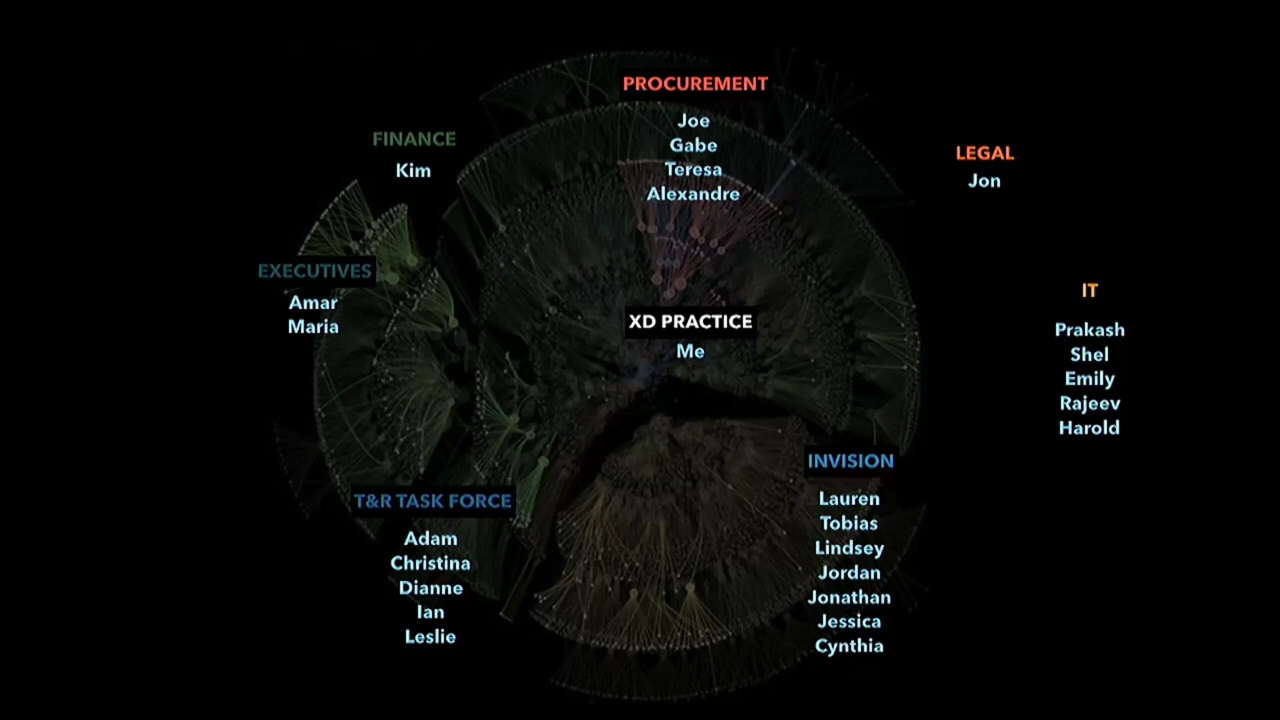 PROCUREMENT
Joe
Gabe
Teresa
Alexandre
FINANCE
Kim
LEGAL
Jon
EXECUTIVES
Amar
Maria
IT
Prakash
Shel
Emily
Rajeev
Harold
XD PRACTICE
Me
INVISION
Lauren
Tobias
Lindsey
Jordan
Jonathan
Jessica
Cynthia
T&R TASK FORCE
Adam
Christina
Dianne
Ian
Leslie